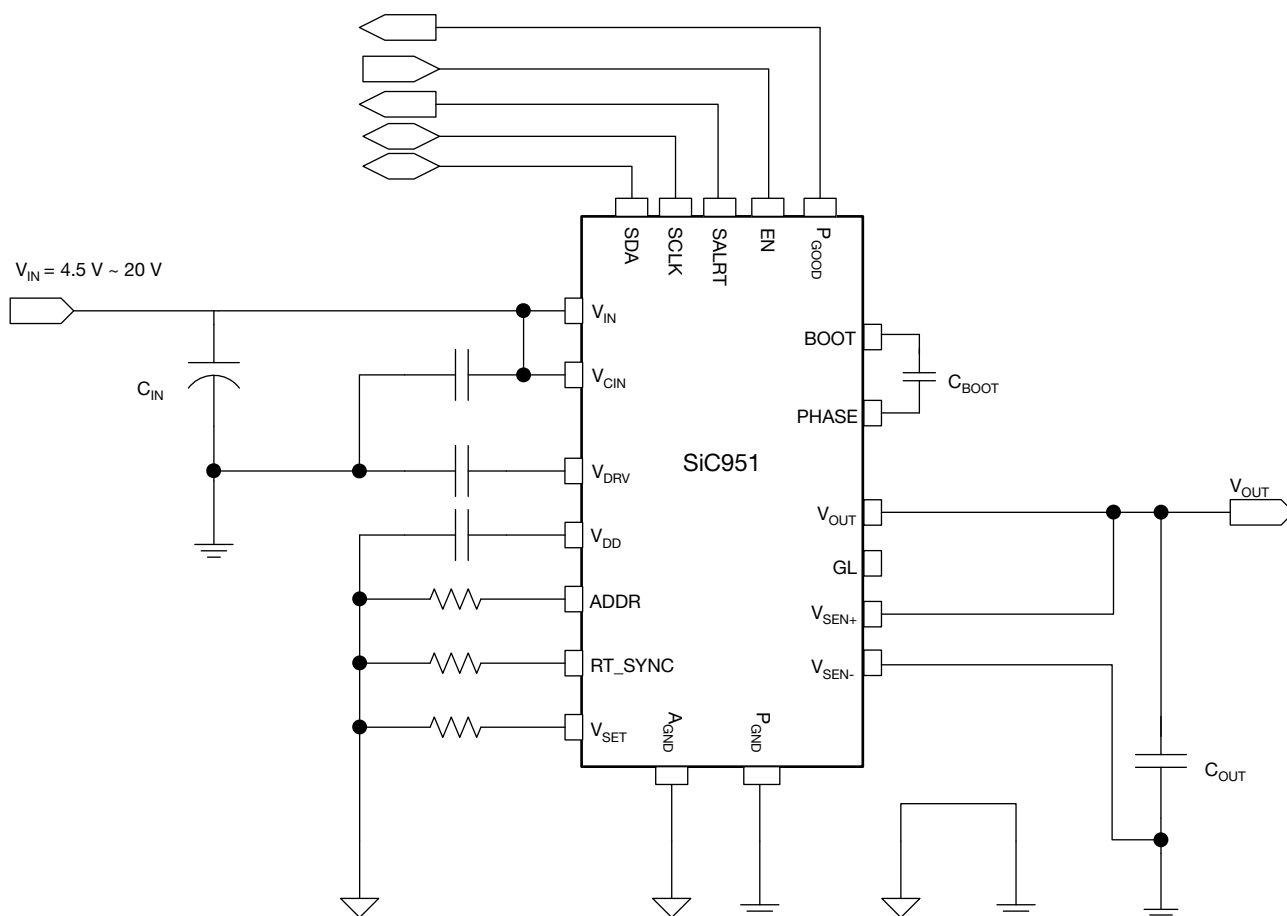 SDA
SCLK
SALRT
EN
PGOOD
VIN = 4.5 V ~ 20 V
VIN
BOOT
VCIN
CIN
CBOOT
PHASE
SiC951
VDRV
VOUT
VOUT
VDD
GL
ADDR
VSEN+
RT_SYNC
VSEN-
VSET
AGND
PGND
COUT